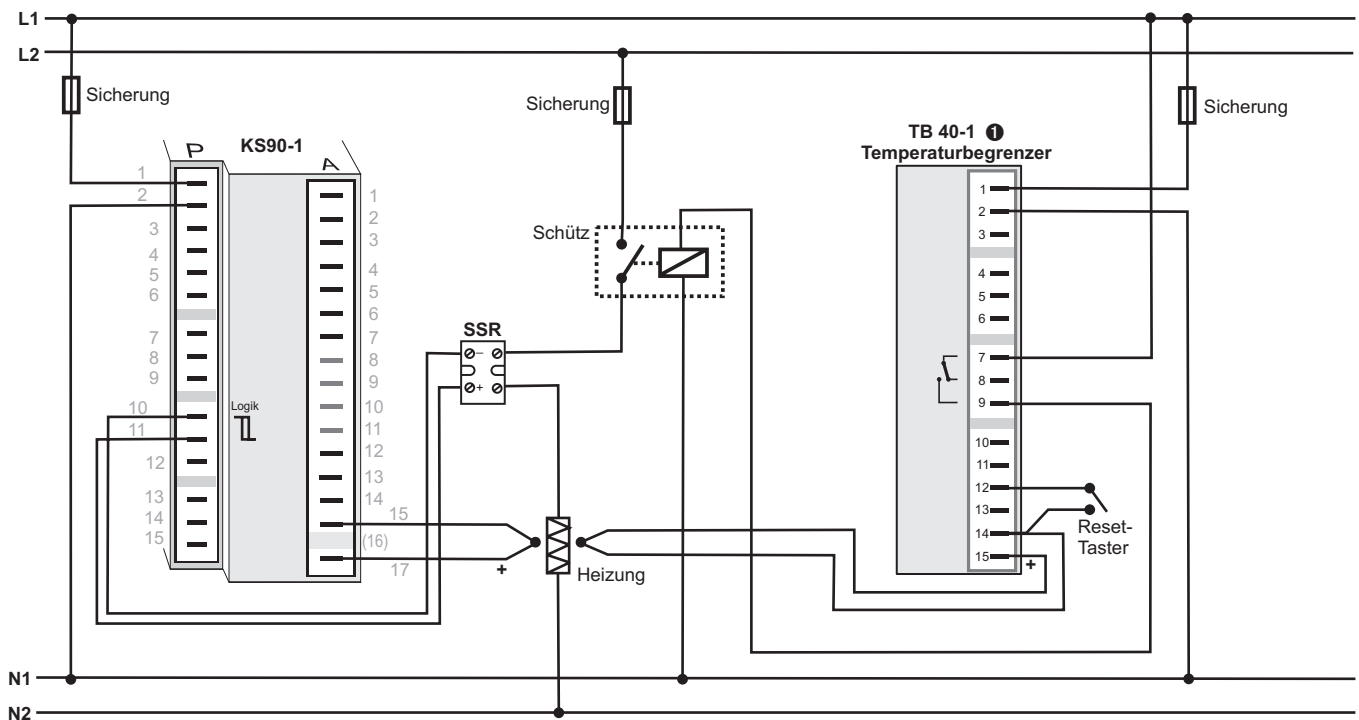 L1
L2
Sicherung
Sicherung
Sicherung
KS90-1
P
A
TB 40-1 ❶
Temperaturbegrenzer
1
2
3
4
5
6
7
8
9
10
11
12
13
14
15
Logik
1
2
3
4
5
6
7
8
9
10
11
12
13
14
15
(16)
17
+
Schütz
SSR
−
+
Heizung
1
2
3
4
5
6
7
8
9
10
11
12
13
14
15
+
Reset-
Taster
N1
N2